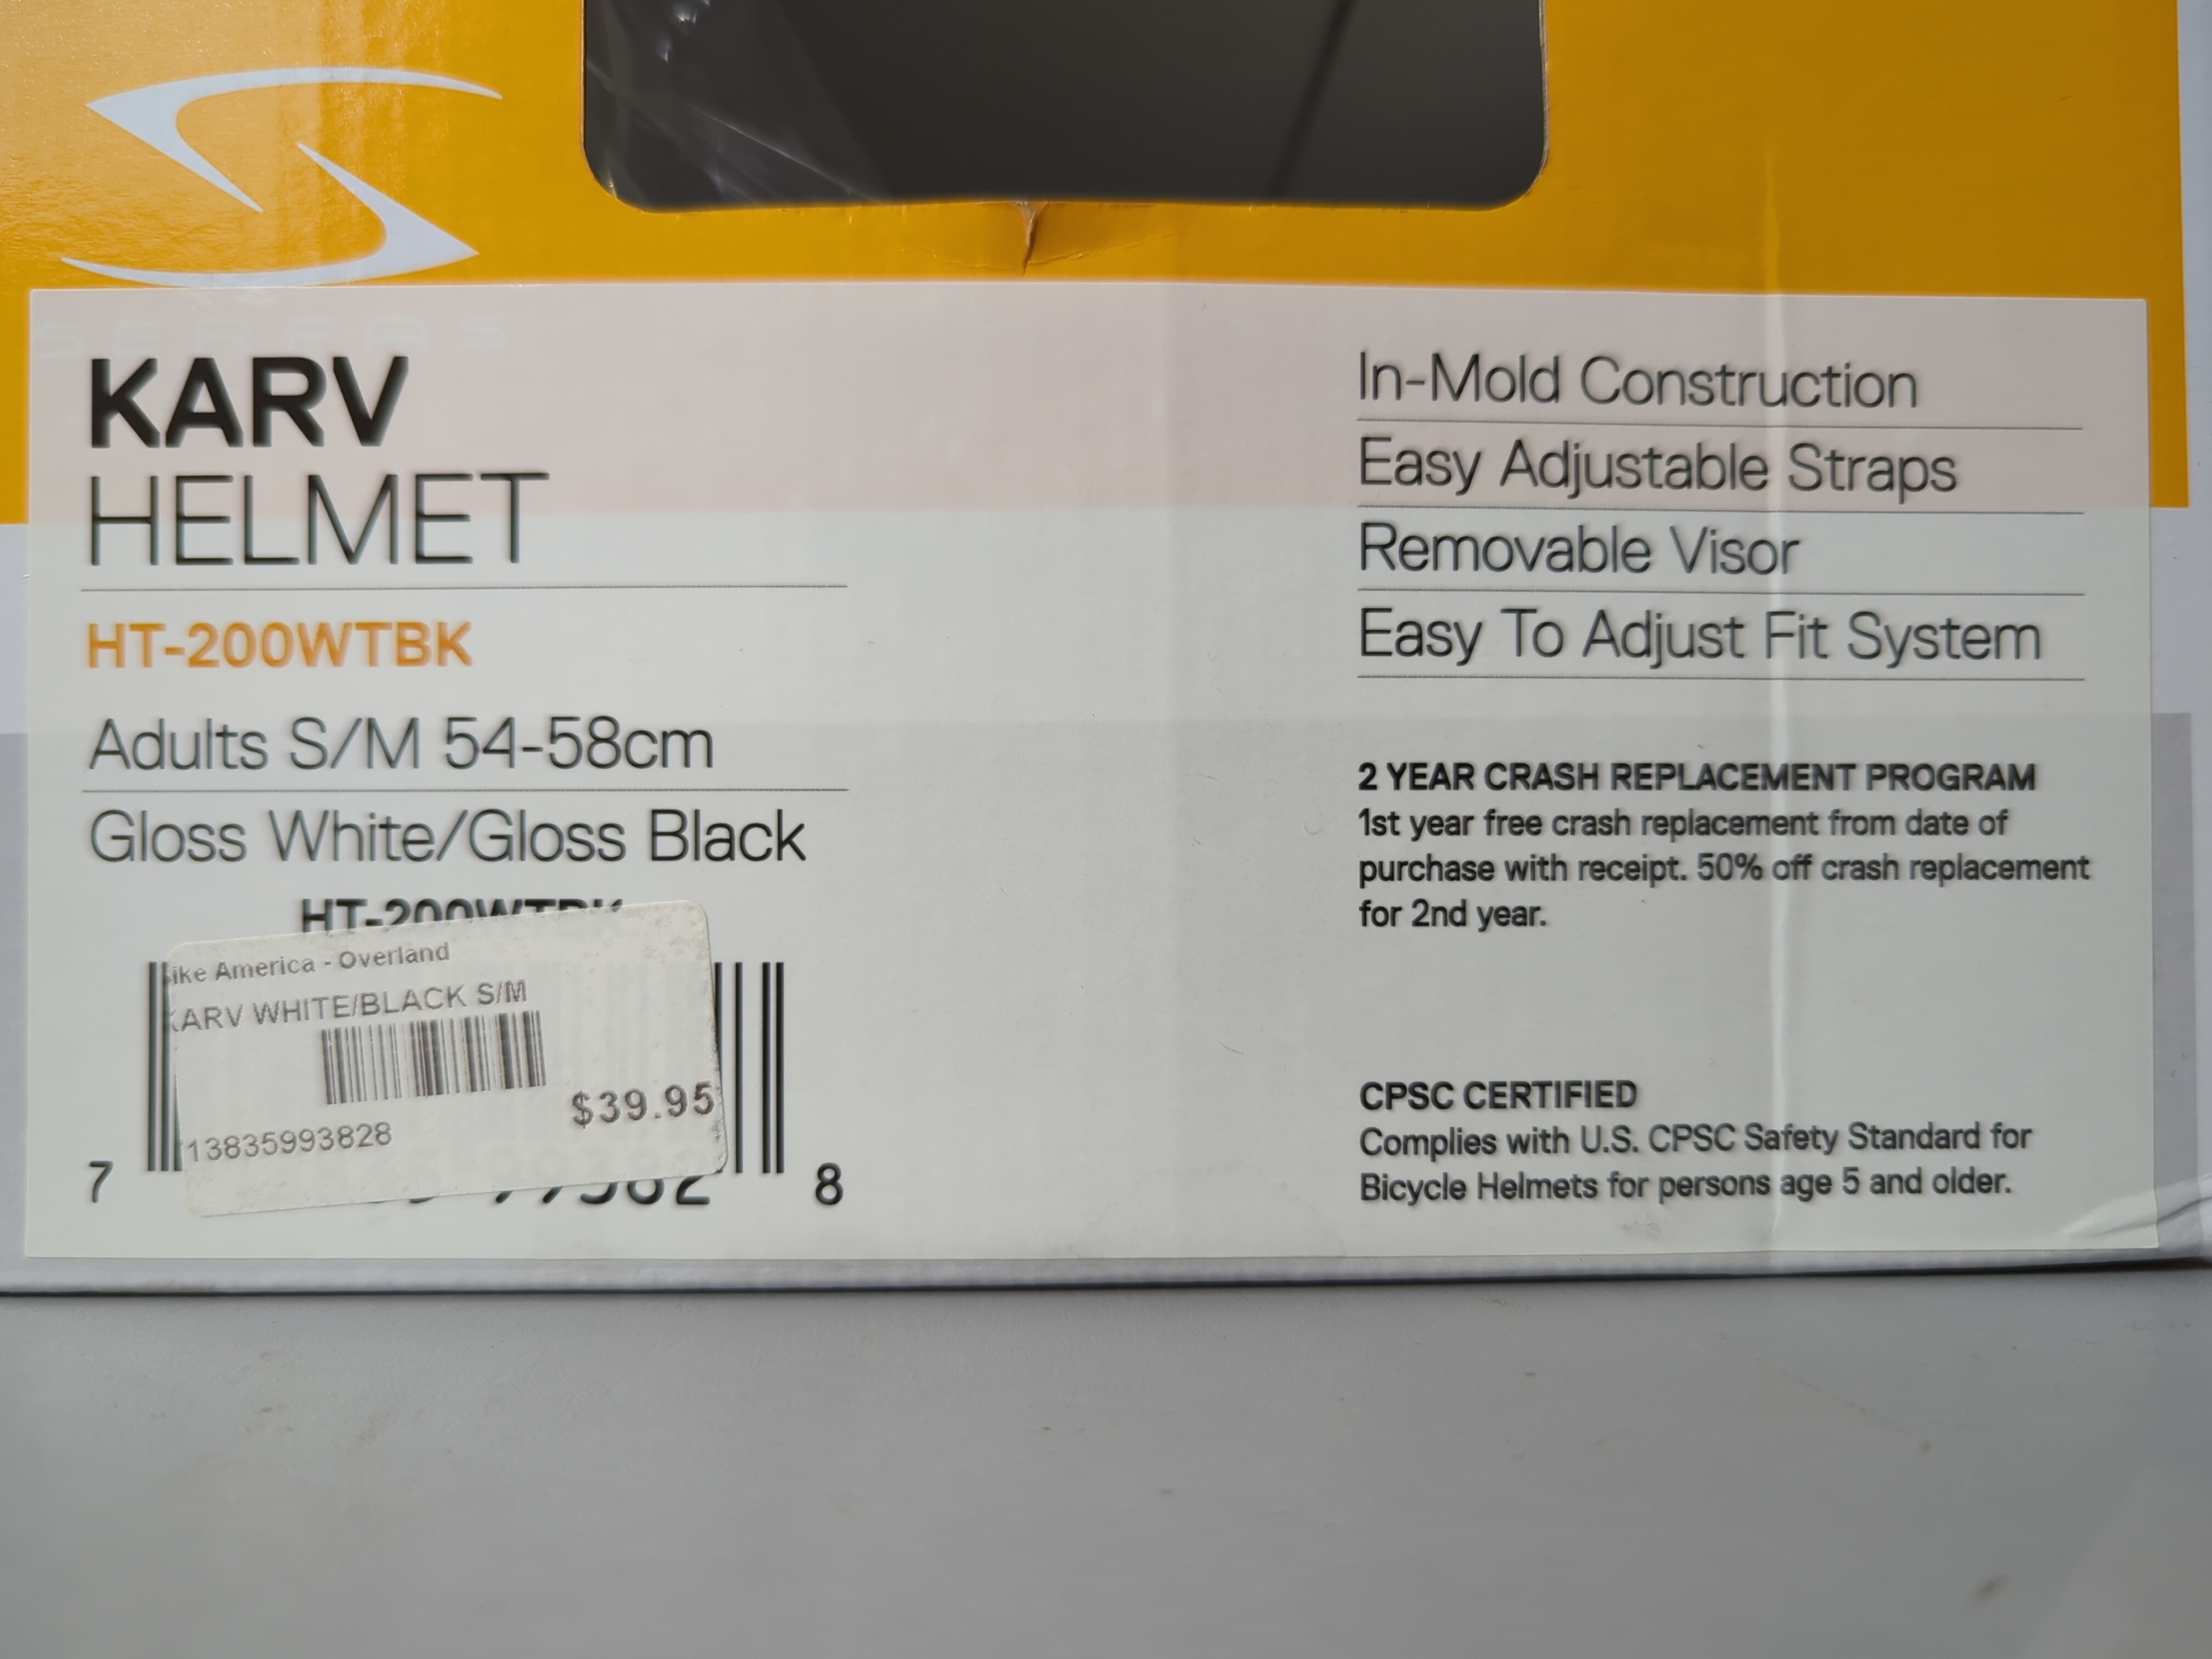 SERFAS
KARV
HELMET
HT-200WTBK
Adults S/M 54-58cm
Gloss White/Gloss Black
HT-200WTBK
ike America - Overland
KARV WHITE/BLACK S/M
$39.95
13835993828
7
8
In-Mold Construction
Easy Adjustable Straps
Removable Visor
Easy To Adjust Fit System
2 YEAR CRASH REPLACEMENT PROGRAM
1st year free crash replacement from date of
purchase with receipt. 50% off crash replacement
for 2nd year.
CPSC CERTIFIED
Complies with U.S. CPSC Safety Standard for
Bicycle Helmets for persons age 5 and older.